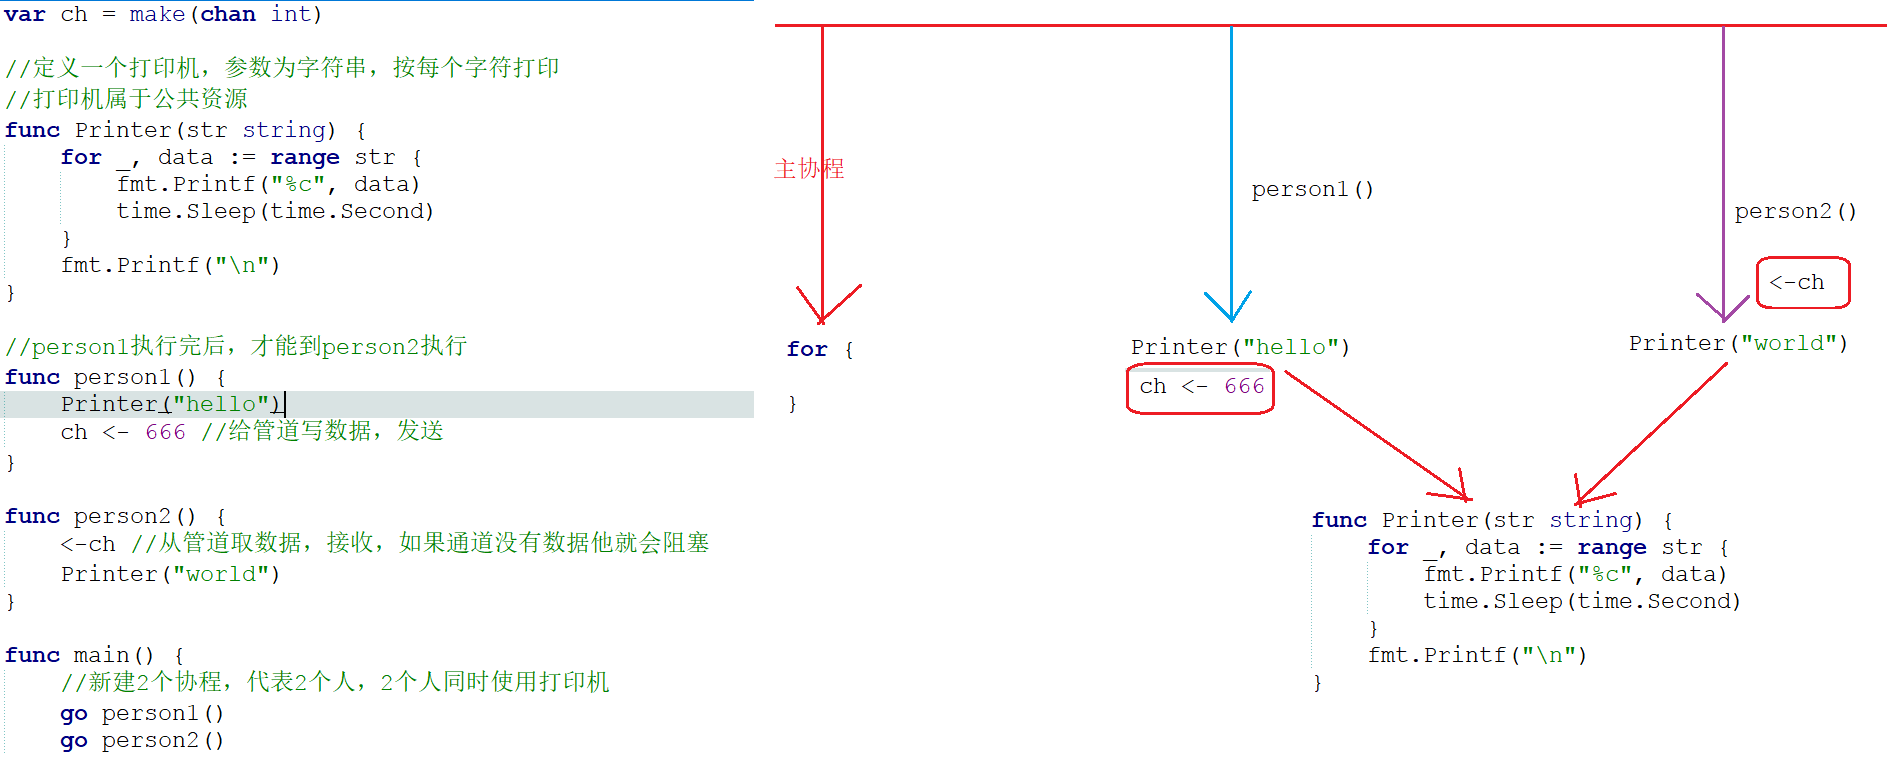 var ch = make(chan int)
//定义一个打印机，参数为字符串，按每个字符打印
//打印机属于公共资源
func Printer(str string) {
for _, data := range str {
fmt.Printf("%c", data)
time.Sleep(time.Second)
}
fmt.Printf("\n")
}
//person1执行完后，才能到person2执行
func person1() {
Printer("hello")
ch <- 666 //给管道写数据，发送
}
func person2() {
<-ch //从管道取数据，接收，如果通道没有数据他就会阻塞
Printer("world")
}
func main() {
//新建2个协程，代表2个人，2个人同时使用打印机
go person1()
go person2()
主协程
for {
}
person1()
Printer("hello")
ch <- 666
person2()
<-ch
Printer("world")
func Printer(str string) {
for _, data := range str {
fmt.Printf("%c", data)
time.Sleep(time.Second)
}
fmt.Printf("\n")
}